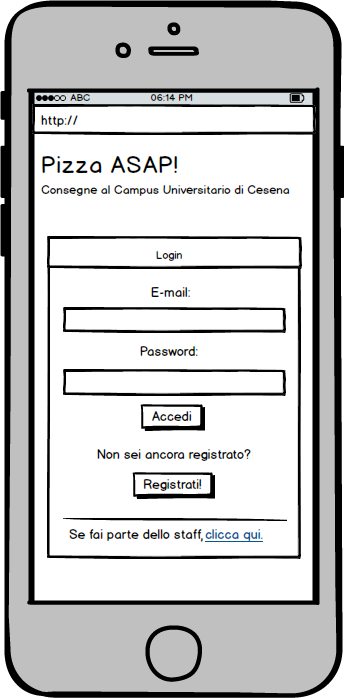 ABC 06:14 PM
http://
Pizza ASAP!
Consegne al Campus Universitario di Cesena
Login
E-mail:
Password:
Accedi
Non sei ancora registrato?
Registrati!
Se fai parte dello staff, clicca qui.